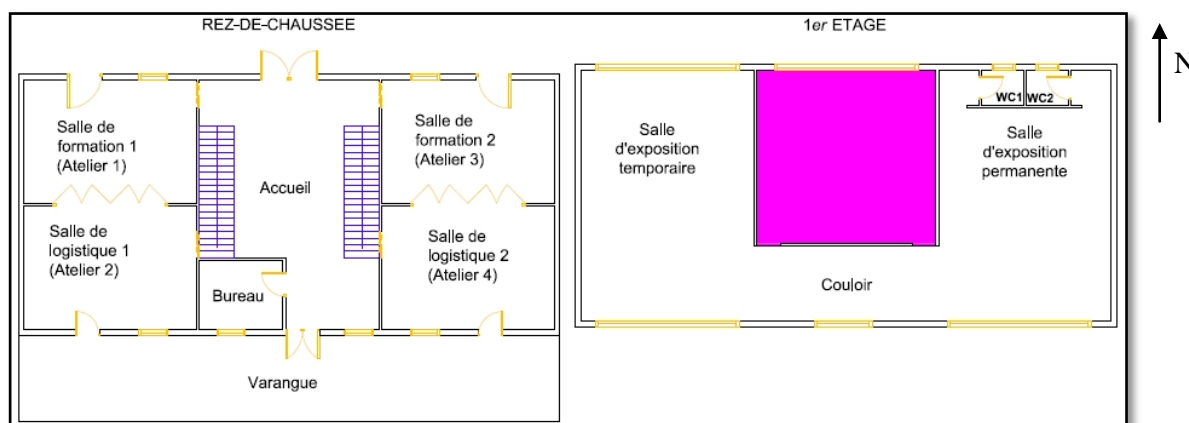 REZ-DE-CHAUSSEE
1er ETAGE
N
Salle de
formation 1
(Atelier 1)
Accueil
Salle de
formation 2
(Atelier 3)
Salle de
logistique 1
(Atelier 2)
Bureau
Salle de
logistique 2
(Atelier 4)
Varangue
Salle
d'exposition
temporaire
WC1 WC2
Salle
d'exposition
permanente
Couloir